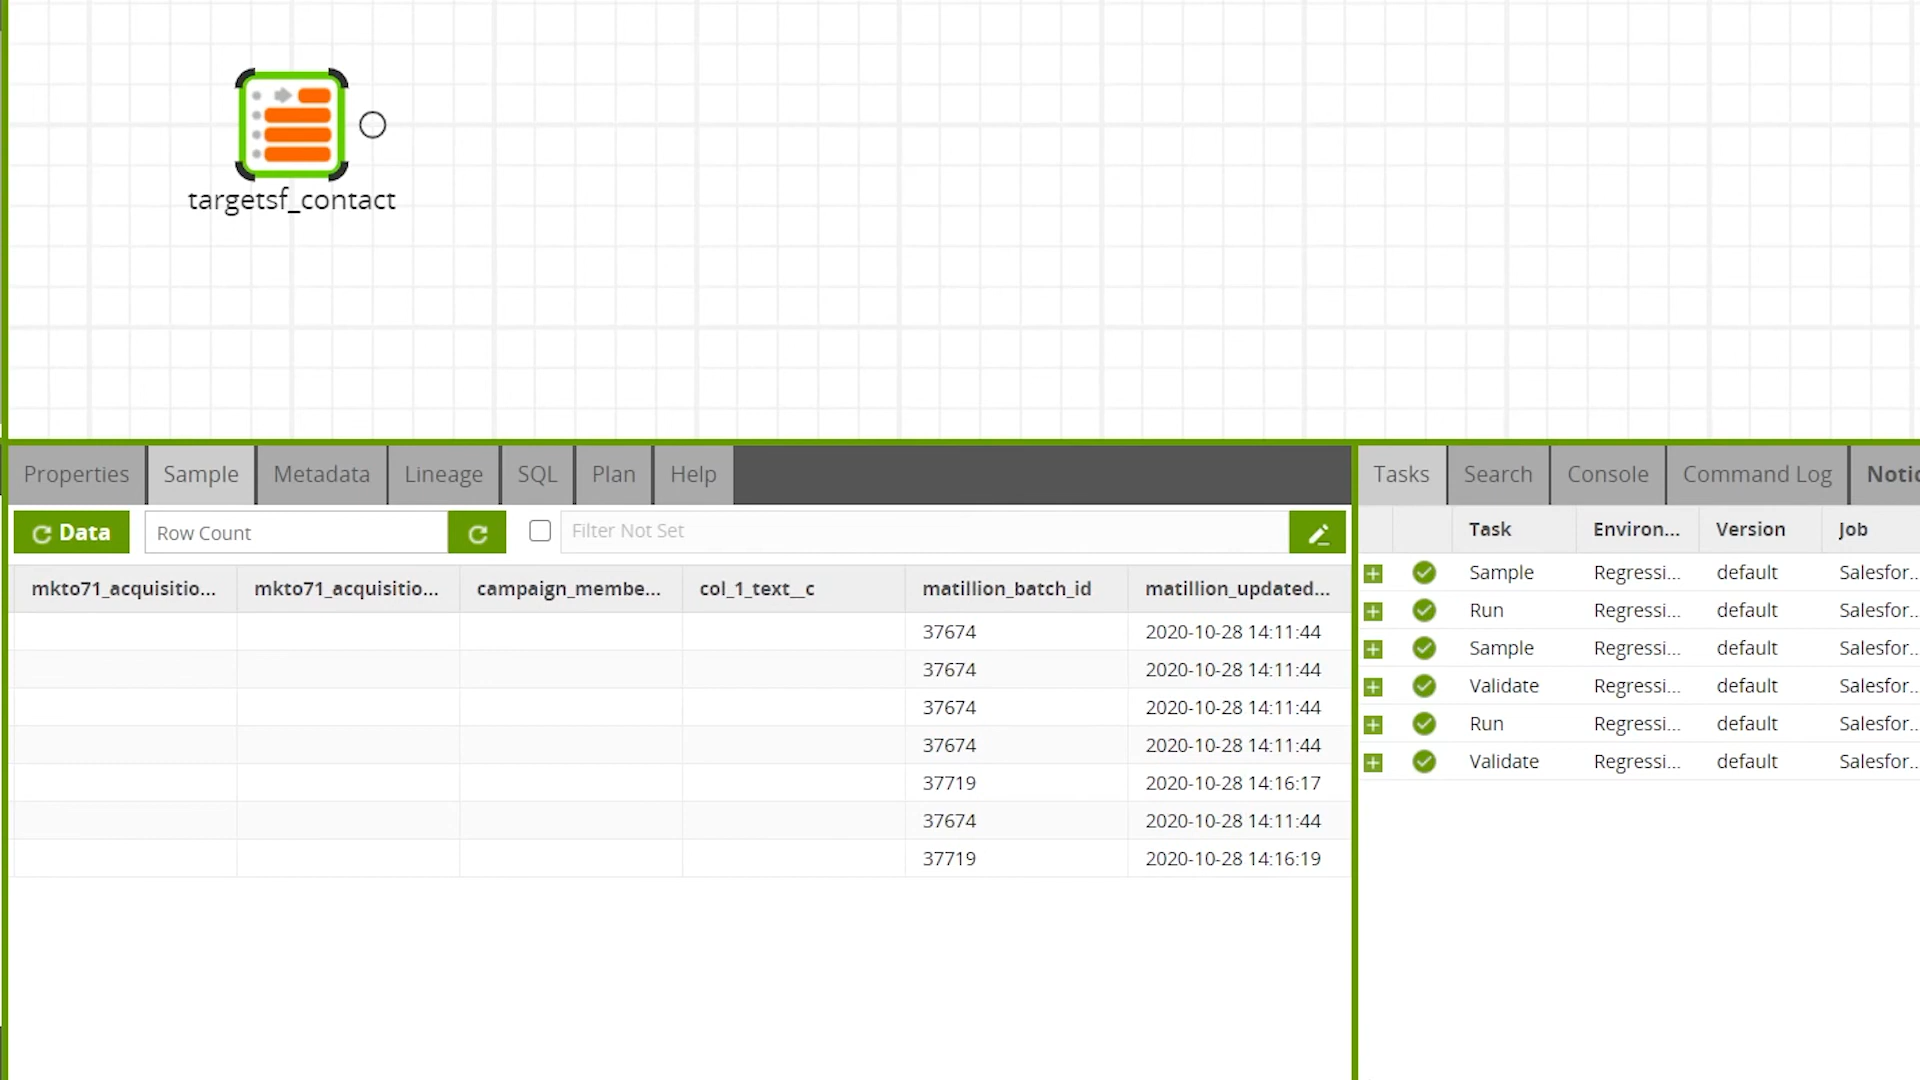 targetsf_contact
Properties Sample Metadata Lineage SQL Plan Help
Data Row Count Filter Not Set
mkto71_acquisitio... mkto71_acquisitio... campaign_membe... col_1_text__c matillion_batch_id matillion_updated...
37674 2020-10-28 14:11:44
37674 2020-10-28 14:11:44
37674 2020-10-28 14:11:44
37674 2020-10-28 14:11:44
37719 2020-10-28 14:16:17
37674 2020-10-28 14:11:44
37719 2020-10-28 14:16:19
Tasks Search Console Command Log Notic
Task Environ... Version Job
Sample Regressi... default Salesfor...
Run Regressi... default Salesfor...
Sample Regressi... default Salesfor...
Validate Regressi... default Salesfor...
Run Regressi... default Salesfor...
Validate Regressi... default Salesfor...